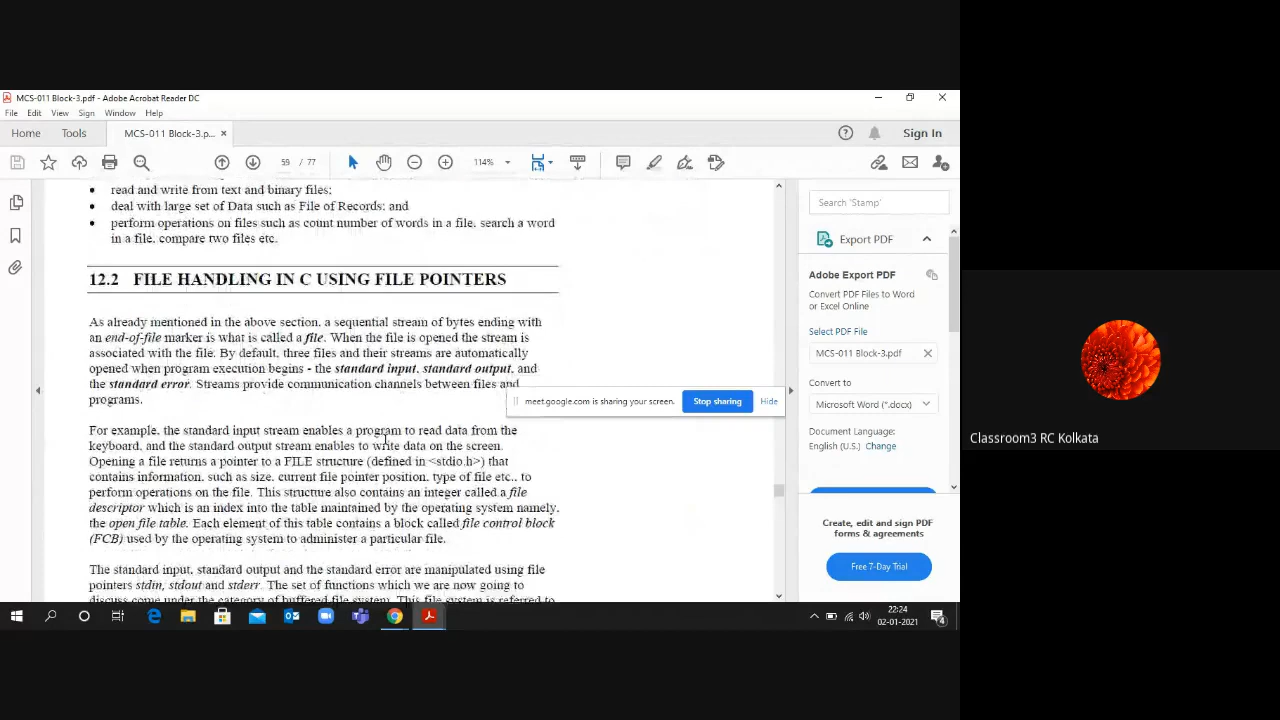 MCS-011 Block-3.pdf - Adobe Acrobat Reader DC
File Edit View Sign Window Help
Home Tools MCS-011 Block-3.p... × Sign In
59 / 77 114%
read and write from text and binary files;
deal with large set of Data such as File of Records; and
perform operations on files such as count number of words in a file, search a word
in a file, compare two files etc.
12.2 FILE HANDLING IN C USING FILE POINTERS
As already mentioned in the above section, a sequential stream of bytes ending with
an end-of-file marker is what is called a file. When the file is opened the stream is
associated with the file. By default, three files and their streams are automatically
opened when program execution begins - the standard input, standard output, and
the standard error. Streams provide communication channels between files and
programs.
For example, the standard input stream enables a program to read data from the
keyboard, and the standard output stream enables to write data on the screen.
Opening a file returns a pointer to a FILE structure (defined in <stdio.h>) that
contains information, such as size, current file pointer position, type of file etc., to
perform operations on the file. This structure also contains an integer called a file
descriptor which is an index into the table maintained by the operating system namely,
the open file table. Each element of this table contains a block called file control block
(FCB) used by the operating system to administer a particular file.
The standard input, standard output and the standard error are manipulated using file
pointers stdin, stdout and stderr. The set of functions which we are now going to
discuss come under the category of buffered file system. This file system is referred to
meet.google.com is sharing your screen. Stop sharing Hide
Search 'Stamp'
Export PDF
Adobe Export PDF
Convert PDF Files to Word
or Excel Online
Select PDF File
MCS-011 Block-3.pdf
Convert to
Microsoft Word (*.docx)
Document Language:
English (U.S.) Change
Create, edit and sign PDF
forms & agreements
Free 7-Day Trial
22:24
02-01-2021
4
Classroom3 RC Kolkata